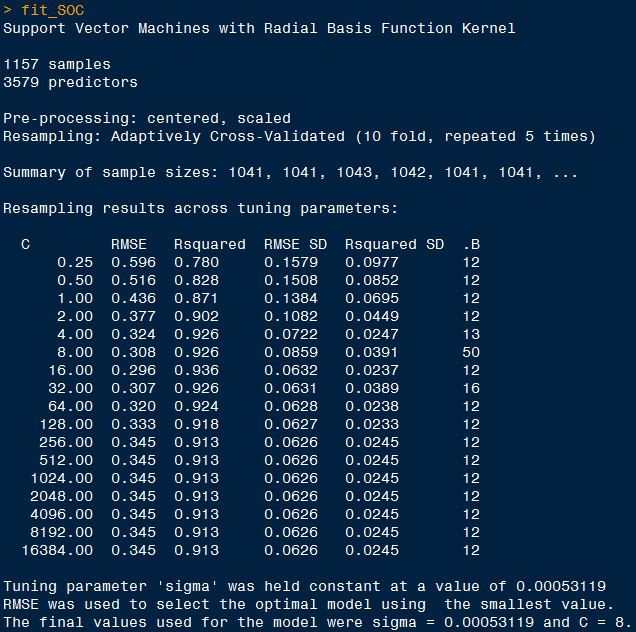 > fit_SOC
Support Vector Machines with Radial Basis Function Kernel
1157 samples
3579 predictors
Pre-processing: centered, scaled
Resampling: Adaptively Cross-Validated (10 fold, repeated 5 times)
Summary of sample sizes: 1041, 1041, 1043, 1042, 1041, 1041, ...
Resampling results across tuning parameters:
C RMSE Rsquared RMSE SD Rsquared SD .B
0.25 0.596 0.780 0.1579 0.0977 12
0.50 0.516 0.828 0.1508 0.0852 12
1.00 0.436 0.871 0.1384 0.0695 12
2.00 0.377 0.902 0.1082 0.0449 12
4.00 0.324 0.926 0.0722 0.0247 13
8.00 0.308 0.926 0.0859 0.0391 50
16.00 0.296 0.936 0.0632 0.0237 12
32.00 0.307 0.926 0.0631 0.0389 16
64.00 0.320 0.924 0.0628 0.0238 12
128.00 0.333 0.918 0.0627 0.0233 12
256.00 0.345 0.913 0.0626 0.0245 12
512.00 0.345 0.913 0.0626 0.0245 12
1024.00 0.345 0.913 0.0626 0.0245 12
2048.00 0.345 0.913 0.0626 0.0245 12
4096.00 0.345 0.913 0.0626 0.0245 12
8192.00 0.345 0.913 0.0626 0.0245 12
16384.00 0.345 0.913 0.0626 0.0245 12
Tuning parameter 'sigma' was held constant at a value of 0.00053119
RMSE was used to select the optimal model using  the smallest value.
The final values used for the model were sigma = 0.00053119 and C = 8.